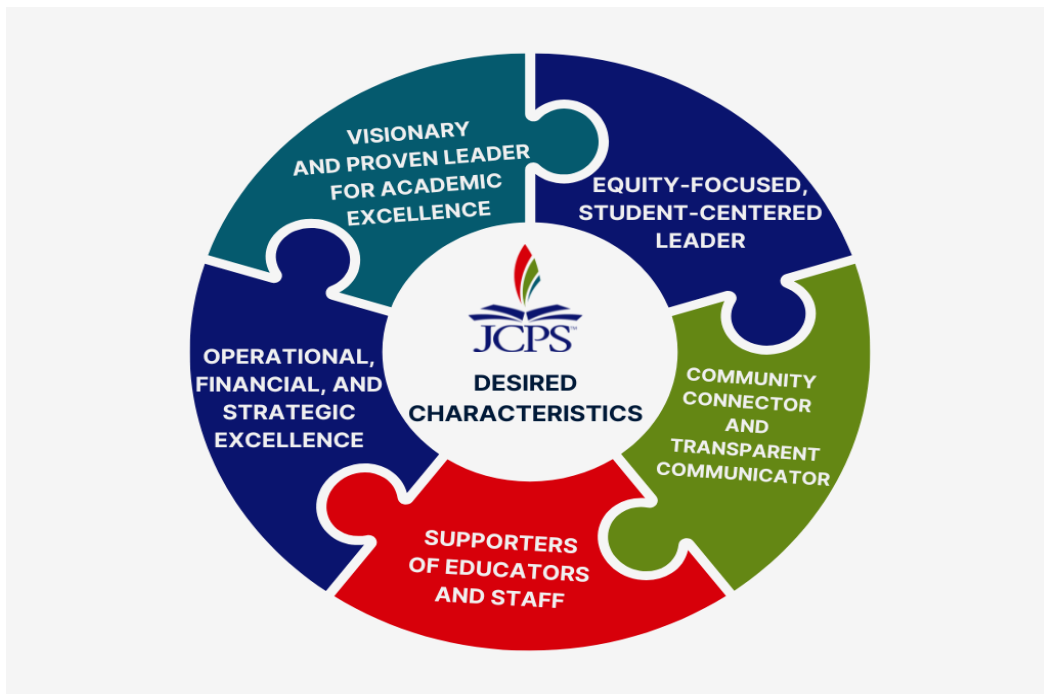 VISIONARY
AND PROVEN LEADER
FOR ACADEMIC
EXCELLENCE
EQUITY-FOCUSED,
STUDENT-CENTERED
LEADER
COMMUNITY
CONNECTOR
AND
TRANSPARENT
COMMUNICATOR
SUPPORTERS
OF EDUCATORS
AND STAFF
OPERATIONAL,
FINANCIAL, AND
STRATEGIC
EXCELLENCE
JCPS™
DESIRED
CHARACTERISTICS